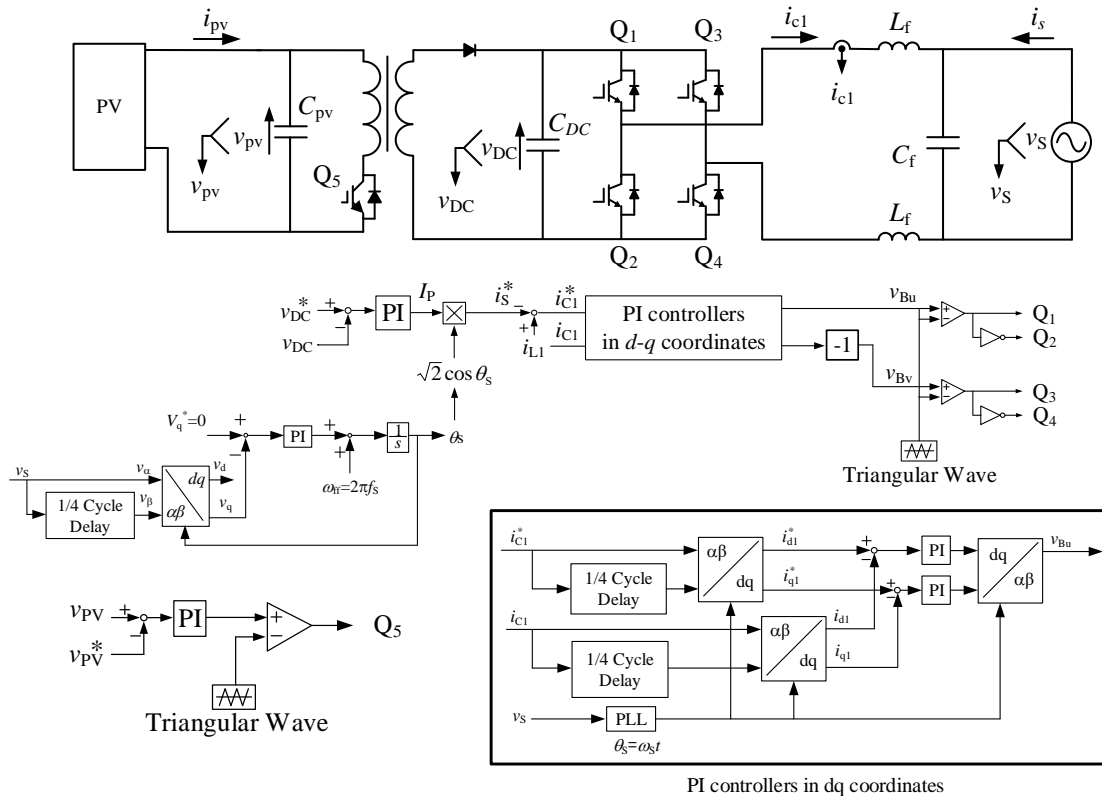 i_pv
Q1
Q3
i_c1
L_f
i_s
PV
v_pv
v_pv
C_pv
Q5
v_DC
v_DC
C_DC
i_c1
C_f
v_S
v_S
Q2
Q4
L_f
v_DC*
+
−
v_DC
PI
I_P
i_S*
−
+
i_L1
i_C1*
i_C1
PI controllers
in d-q coordinates
-1
v_Bu
v_Bv
+
−
+
−
Q1
Q2
Q3
Q4
Triangular Wave
√2 cos θ_S
V_q*=0
+
−
PI
+
+
1/s
θ_S
ω_ff=2πf_S
v_S
v_α
v_β
1/4 Cycle
Delay
dq
αβ
v_d
v_q
v_PV
+
−
v_PV*
PI
+
−
Q5
Triangular Wave
i_C1*
1/4 Cycle
Delay
αβ
dq
i_d1*
i_q1*
+
−
+
−
PI
PI
dq
αβ
v_Bu
i_C1
1/4 Cycle
Delay
αβ
dq
i_d1
i_q1
v_S
PLL
θ_S=ω_S t
PI controllers in dq coordinates